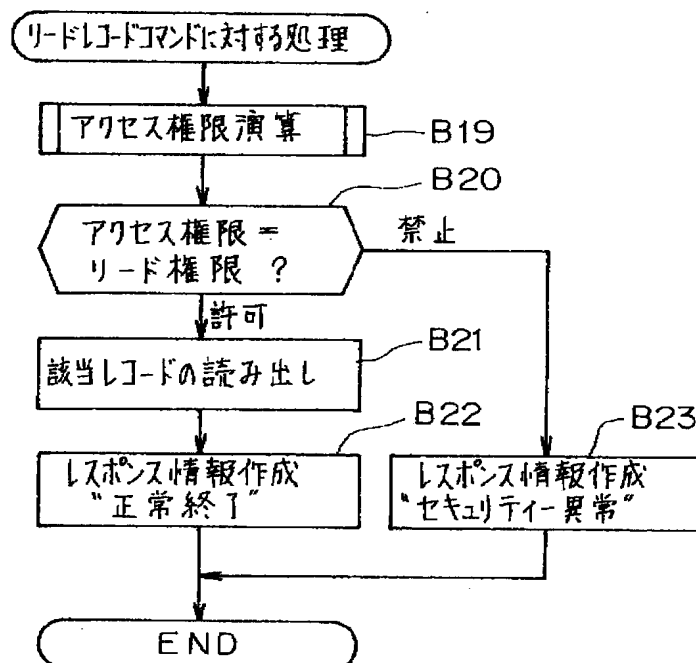 リードレコードコマンドに対する処理
アクセス権限演算
B19
B20
アクセス権限=
リード権限 ?
禁止
許可
該当レコードの読み出し
B21
B22
レスポンス情報作成
"正常終了"
B23
レスポンス情報作成
"セキュリティー異常"
END